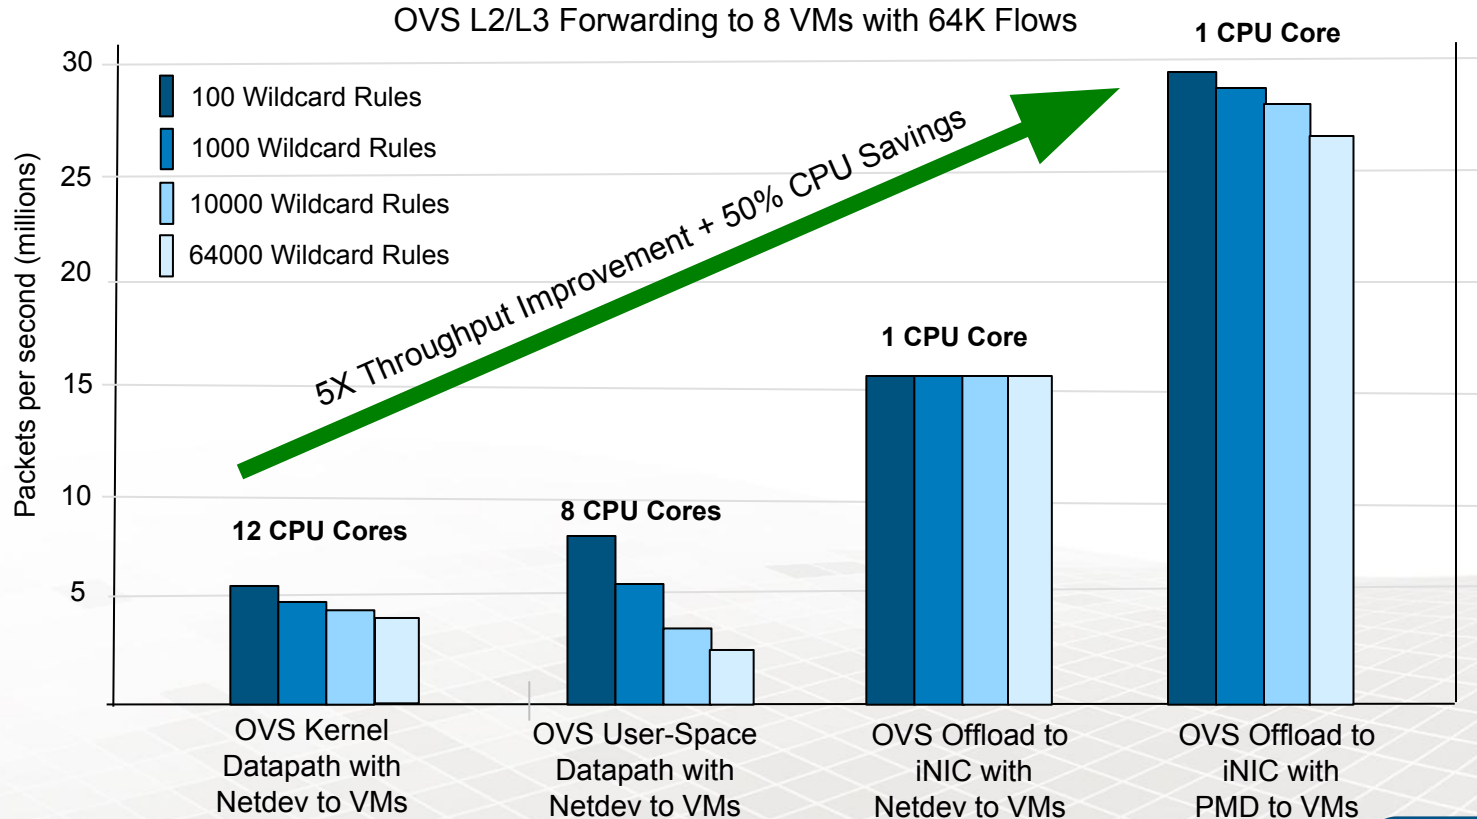 OVS L2/L3 Forwarding to 8 VMs with 64K Flows
Packets per second (millions)
30
25
20
15
10
5
100 Wildcard Rules
1000 Wildcard Rules
10000 Wildcard Rules
64000 Wildcard Rules
5X Throughput Improvement + 50% CPU Savings
12 CPU Cores
8 CPU Cores
1 CPU Core
1 CPU Core
OVS Kernel
Datapath with
Netdev to VMs
OVS User-Space
Datapath with
Netdev to VMs
OVS Offload to
iNIC with
Netdev to VMs
OVS Offload to
iNIC with
PMD to VMs